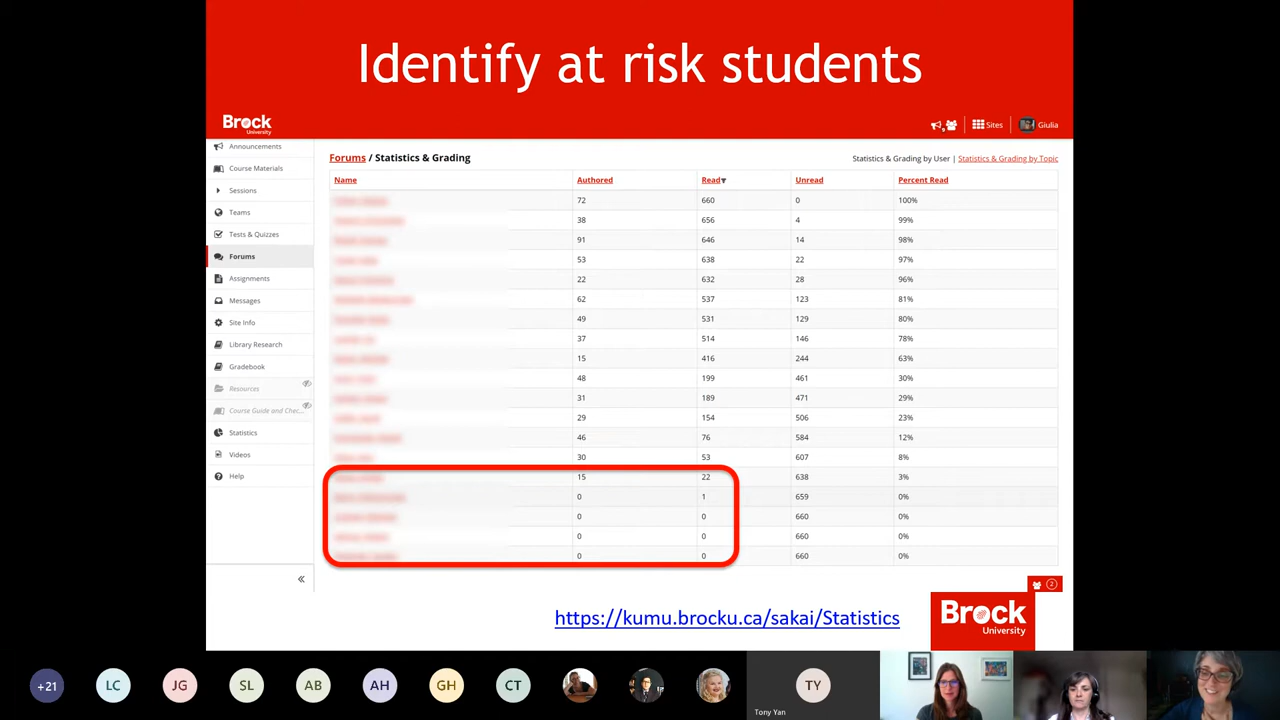 Identify at risk students
Brock
University
Sites
Giulia
Announcements
Course Materials
Sessions
Teams
Tests & Quizzes
Forums
Assignments
Messages
Site Info
Library Research
Gradebook
Resources
Course Guide and Chec...
Statistics
Videos
Help
Forums / Statistics & Grading
Statistics & Grading by User | Statistics & Grading by Topic
Name Authored Read Unread Percent Read
72 660 0 100%
38 656 4 99%
91 646 14 98%
53 638 22 97%
22 632 28 96%
62 537 123 81%
49 531 129 80%
37 514 146 78%
15 416 244 63%
48 199 461 30%
31 189 471 29%
29 154 506 23%
46 76 584 12%
30 53 607 8%
15 22 638 3%
0 1 659 0%
0 0 660 0%
0 0 660 0%
0 0 660 0%
2
https://kumu.brocku.ca/sakai/Statistics
Brock
University
+21 LC JG SL AB AH GH CT TY
Tony Yan